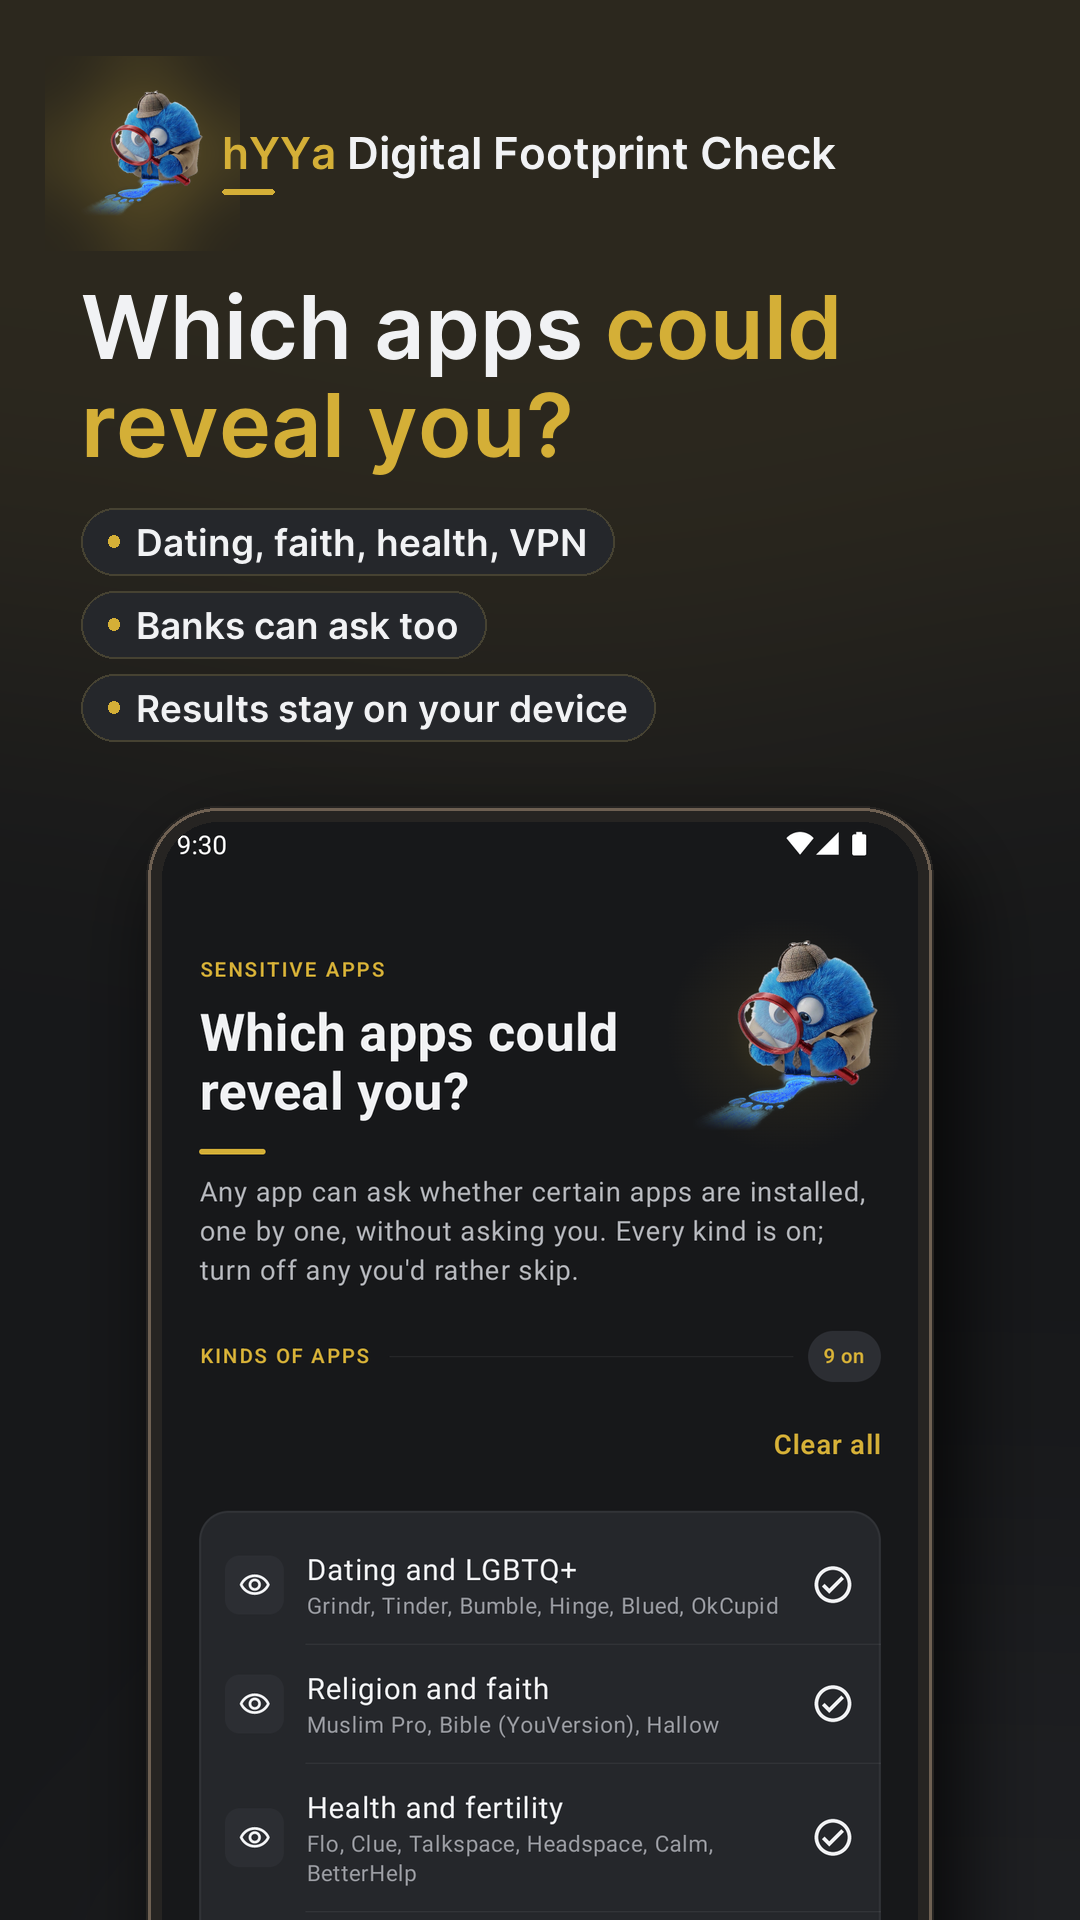 hYYa Digital Footprint Check
Which apps could
reveal you?
Dating, faith, health, VPN
Banks can ask too
Results stay on your device
9:30
SENSITIVE APPS
Which apps could
reveal you?
Any app can ask whether certain apps are installed,
one by one, without asking you. Every kind is on;
turn off any you'd rather skip.
KINDS OF APPS
9 on
Clear all
Dating and LGBTQ+
Grindr, Tinder, Bumble, Hinge, Blued, OkCupid
Religion and faith
Muslim Pro, Bible (YouVersion), Hallow
Health and fertility
Flo, Clue, Talkspace, Headspace, Calm,
BetterHelp